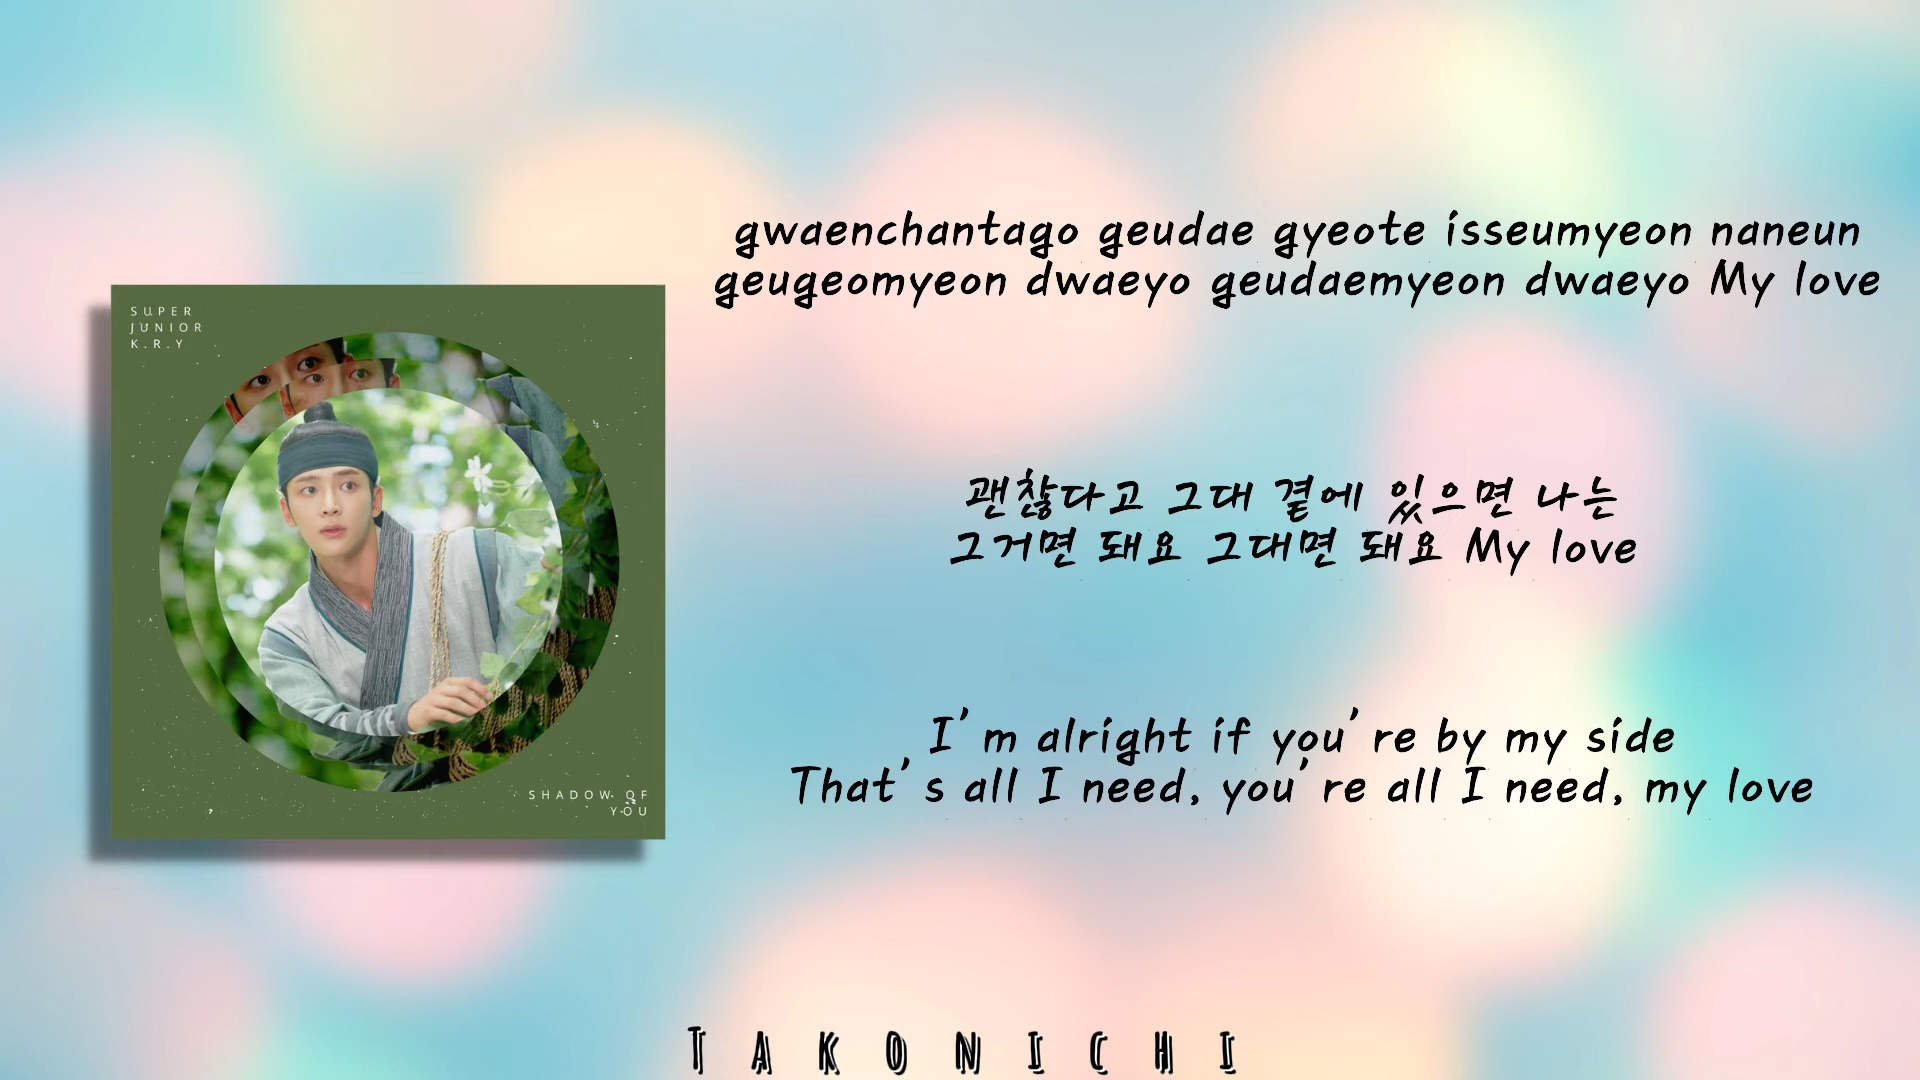 SUPER
JUNIOR
K.R.Y
SHADOW OF
YOU
gwaenchantago geudae gyeote isseumyeon naneun
geugeomyeon dwaeyo geudaemyeon dwaeyo My love
괜찮다고 그대 곁에 있으면 나는
그거면 돼요 그대면 돼요 My love
I'm alright if you're by my side
That's all I need, you're all I need, my love
TAKONICHI